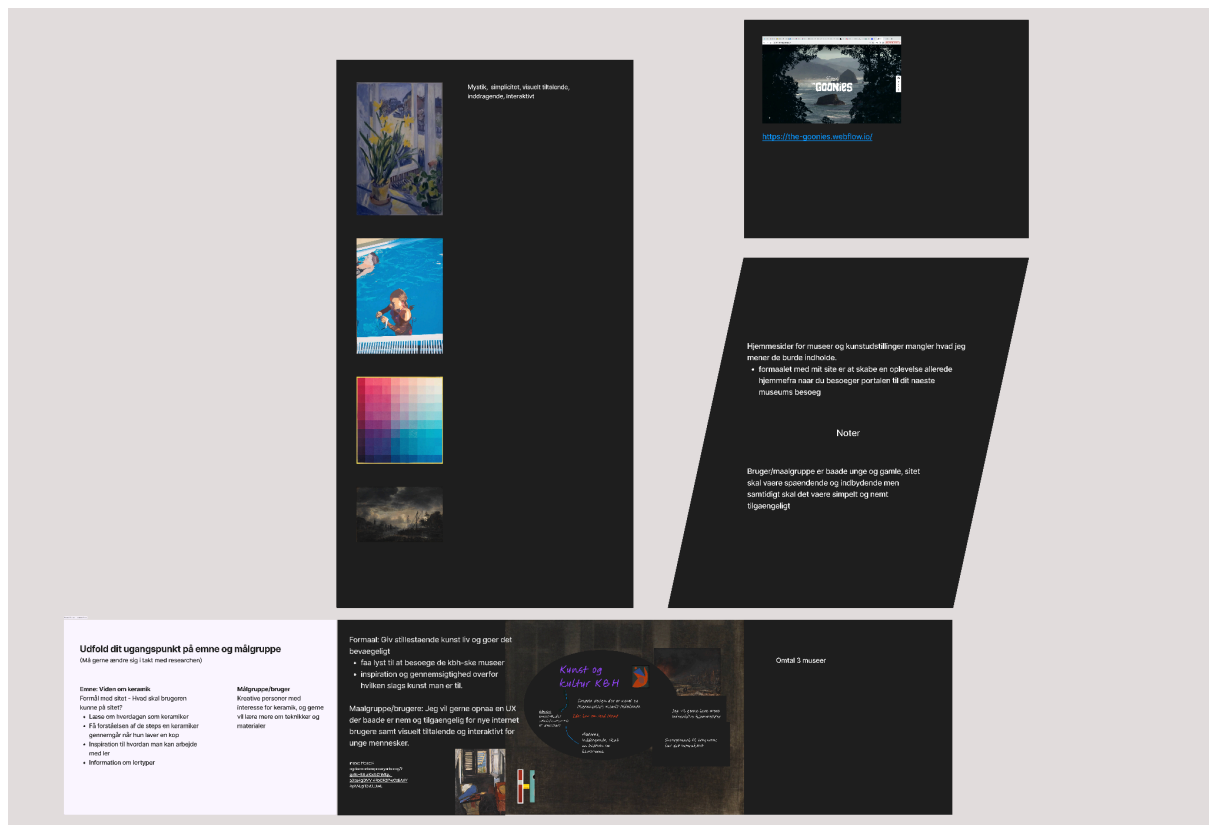 Mystik, simplicitet, visuelt tiltalende,
inddragende, interaktivt
GOONIES
https://the-goonies.webflow.io/
Hjemmesider for museer og kunstudstillinger mangler hvad jeg
mener de burde indholde.
• formaalet med mit site er at skabe en oplevelse allerede
hjemmefra naar du besoeger portalen til dit naeste
museums besoeg
Noter
Bruger/maalgruppe er baade unge og gamle, sitet
skal vaere spaendende og indbydende men
samtidigt skal det vaere simpelt og nemt
tilgaengeligt
Udfold dit ugangspunkt på emne og målgruppe
(Må gerne ændre sig i takt med researchen)
Emne: Viden om keramik
Formål med sitet - Hvad skal brugeren
kunne på sitet?
• Læse om hverdagen som keramiker
• Få forståelsen af de steps en keramiker
gennemgår når hun laver en kop
• Inspiration til hvordan man kan arbejde
med ler
• Information om lertyper
Målgruppe/bruger
Kreative personer med
interesse for keramik, og gerne
vil lære mere om teknikker og
materialer
Formaal: Giv stillestaende kunst liv og goer det
bevaegeligt
• faa lyst til at besoege de kbh-ske museer
• inspiration og gennemsigtighed overfor
hvilken slags kunst man er til.
Maalgruppe/brugere: Jeg vil gerne opnaa en UX
der baade er nem og tilgaengelig for nye internet
brugere samt visuelt tiltalende og interaktivt for
unge mennesker.
Kunst og
kultur KBH
Omtal 3 museer